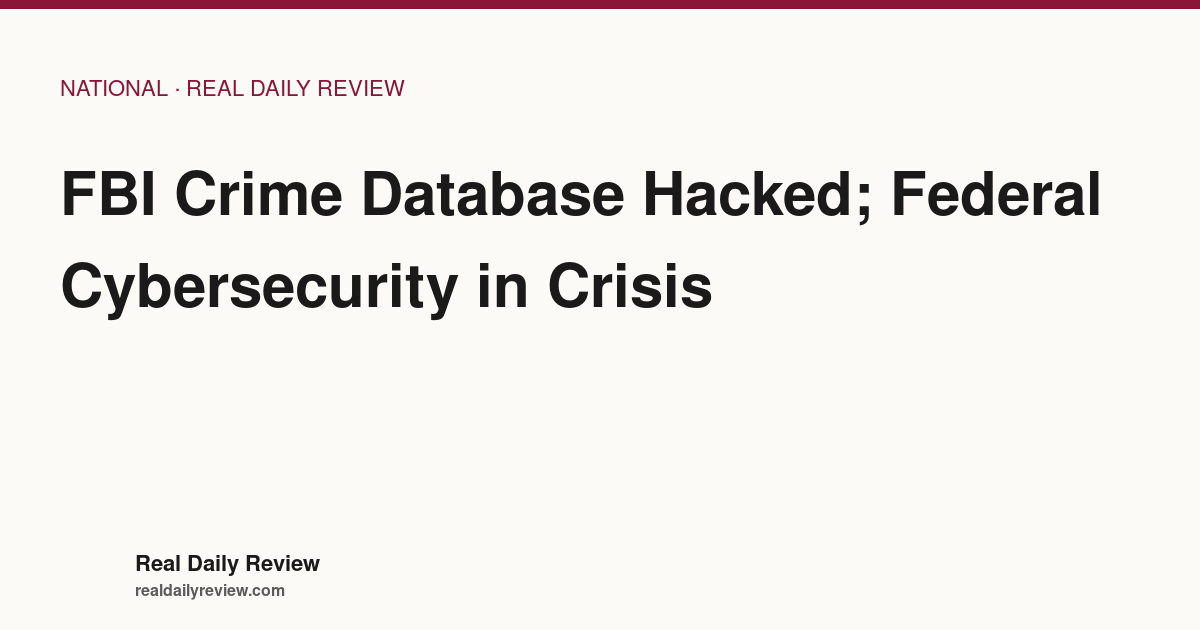 NATIONAL · REAL DAILY REVIEW
FBI Crime Database Hacked; Federal
Cybersecurity in Crisis
Real Daily Review
realdailyreview.com